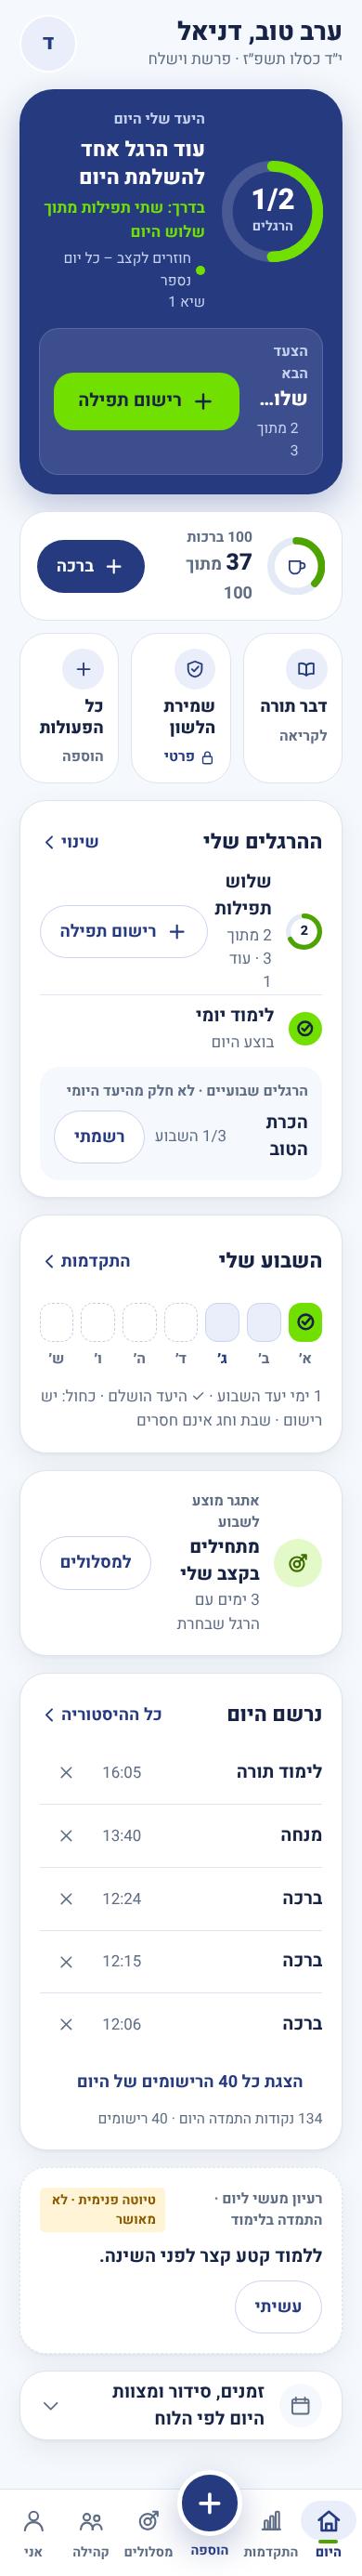 ערב טוב, דניאל
ד
י״ד כסלו תשפ״ז · פרשת וישלח
היעד שלי היום
עוד הרגל אחד
להשלמת היום
בדרך: שתי תפילות מתוך
שלוש היום
חוזרים לקצב – כל יום
נספר
שיא 1
1/2
הרגלים
הצעד
הבא
שלו...
2 מתוך
3
רישום תפילה
100 ברכות
37 מתוך
100
ברכה
דבר תורה
לקריאה
שמירת
הלשון
פרטי
כל
הפעולות
הוספה
ההרגלים שלי
שינוי
2
שלוש
תפילות
2 מתוך
3 · עוד
1
רישום תפילה
לימוד יומי
בוצע היום
הרגלים שבועיים · לא חלק מהיעד היומי
הכרת
הטוב
1/3 השבוע
רשמתי
השבוע שלי
התקדמות
א׳
ב׳
ג׳
ד׳
ה׳
ו׳
ש׳
1 ימי יעד השבוע · ✓ היעד הושלם · כחול: יש
רישום · שבת וחג אינם חסרים
אתגר מוצע
לשבוע
מתחילים
בקצב שלי
3 ימים עם
הרגל שבחרת
למסלולים
נרשם היום
כל ההיסטוריה
לימוד תורה 16:05
מנחה 13:40
ברכה 12:24
ברכה 12:15
ברכה 12:06
הצגת כל 40 הרישומים של היום
134 נקודות התמדה היום · 40 רישומים
רעיון מעשי ליום ·
התמדה בלימוד
טיוטה פנימית · לא
מאושר
ללמוד קטע קצר לפני השינה.
עשיתי
זמנים, סידור ומצוות
היום לפי הלוח
היום
התקדמות
הוספה
מסלולים
קהילה
אני